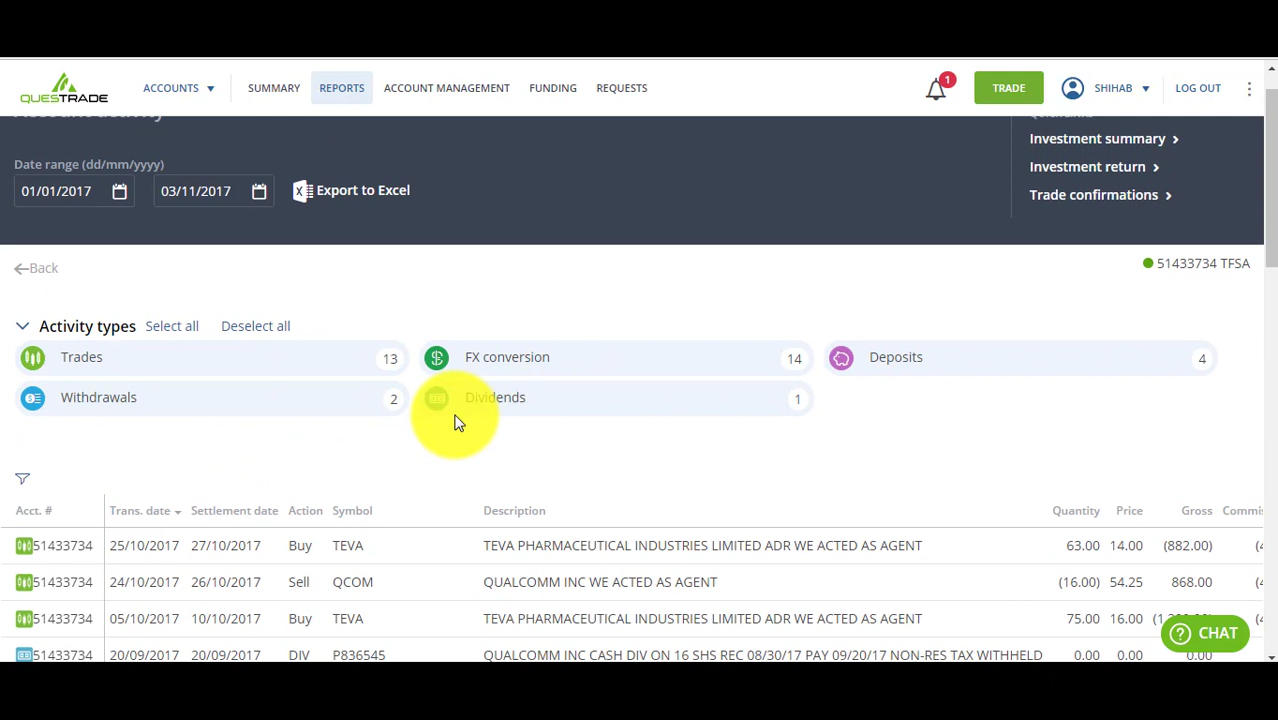 QUESTRADE
ACCOUNTS SUMMARY REPORTS ACCOUNT MANAGEMENT FUNDING REQUESTS 1 TRADE SHIHAB LOG OUT
Account activity
Investment summary
Date range (dd/mm/yyyy)
Investment return
01/01/2017 03/11/2017 Export to Excel
Trade confirmations
Back
51433734 TFSA
Activity types Select all Deselect all
Trades 13 FX conversion 14 Deposits 4
Withdrawals 2 Dividends 1
Acct. # Trans. date Settlement date Action Symbol Description Quantity Price Gross Commis
51433734 25/10/2017 27/10/2017 Buy TEVA TEVA PHARMACEUTICAL INDUSTRIES LIMITED ADR WE ACTED AS AGENT 63.00 14.00 (882.00) (4
51433734 24/10/2017 26/10/2017 Sell QCOM QUALCOMM INC WE ACTED AS AGENT (16.00) 54.25 868.00 (4
51433734 05/10/2017 10/10/2017 Buy TEVA TEVA PHARMACEUTICAL INDUSTRIES LIMITED ADR WE ACTED AS AGENT 75.00 16.00
CHAT
51433734 20/09/2017 20/09/2017 DIV P836545 QUALCOMM INC CASH DIV ON 16 SHS REC 08/30/17 PAY 09/20/17 NON-RES TAX WITHHELD 0.00 0.00 0.00